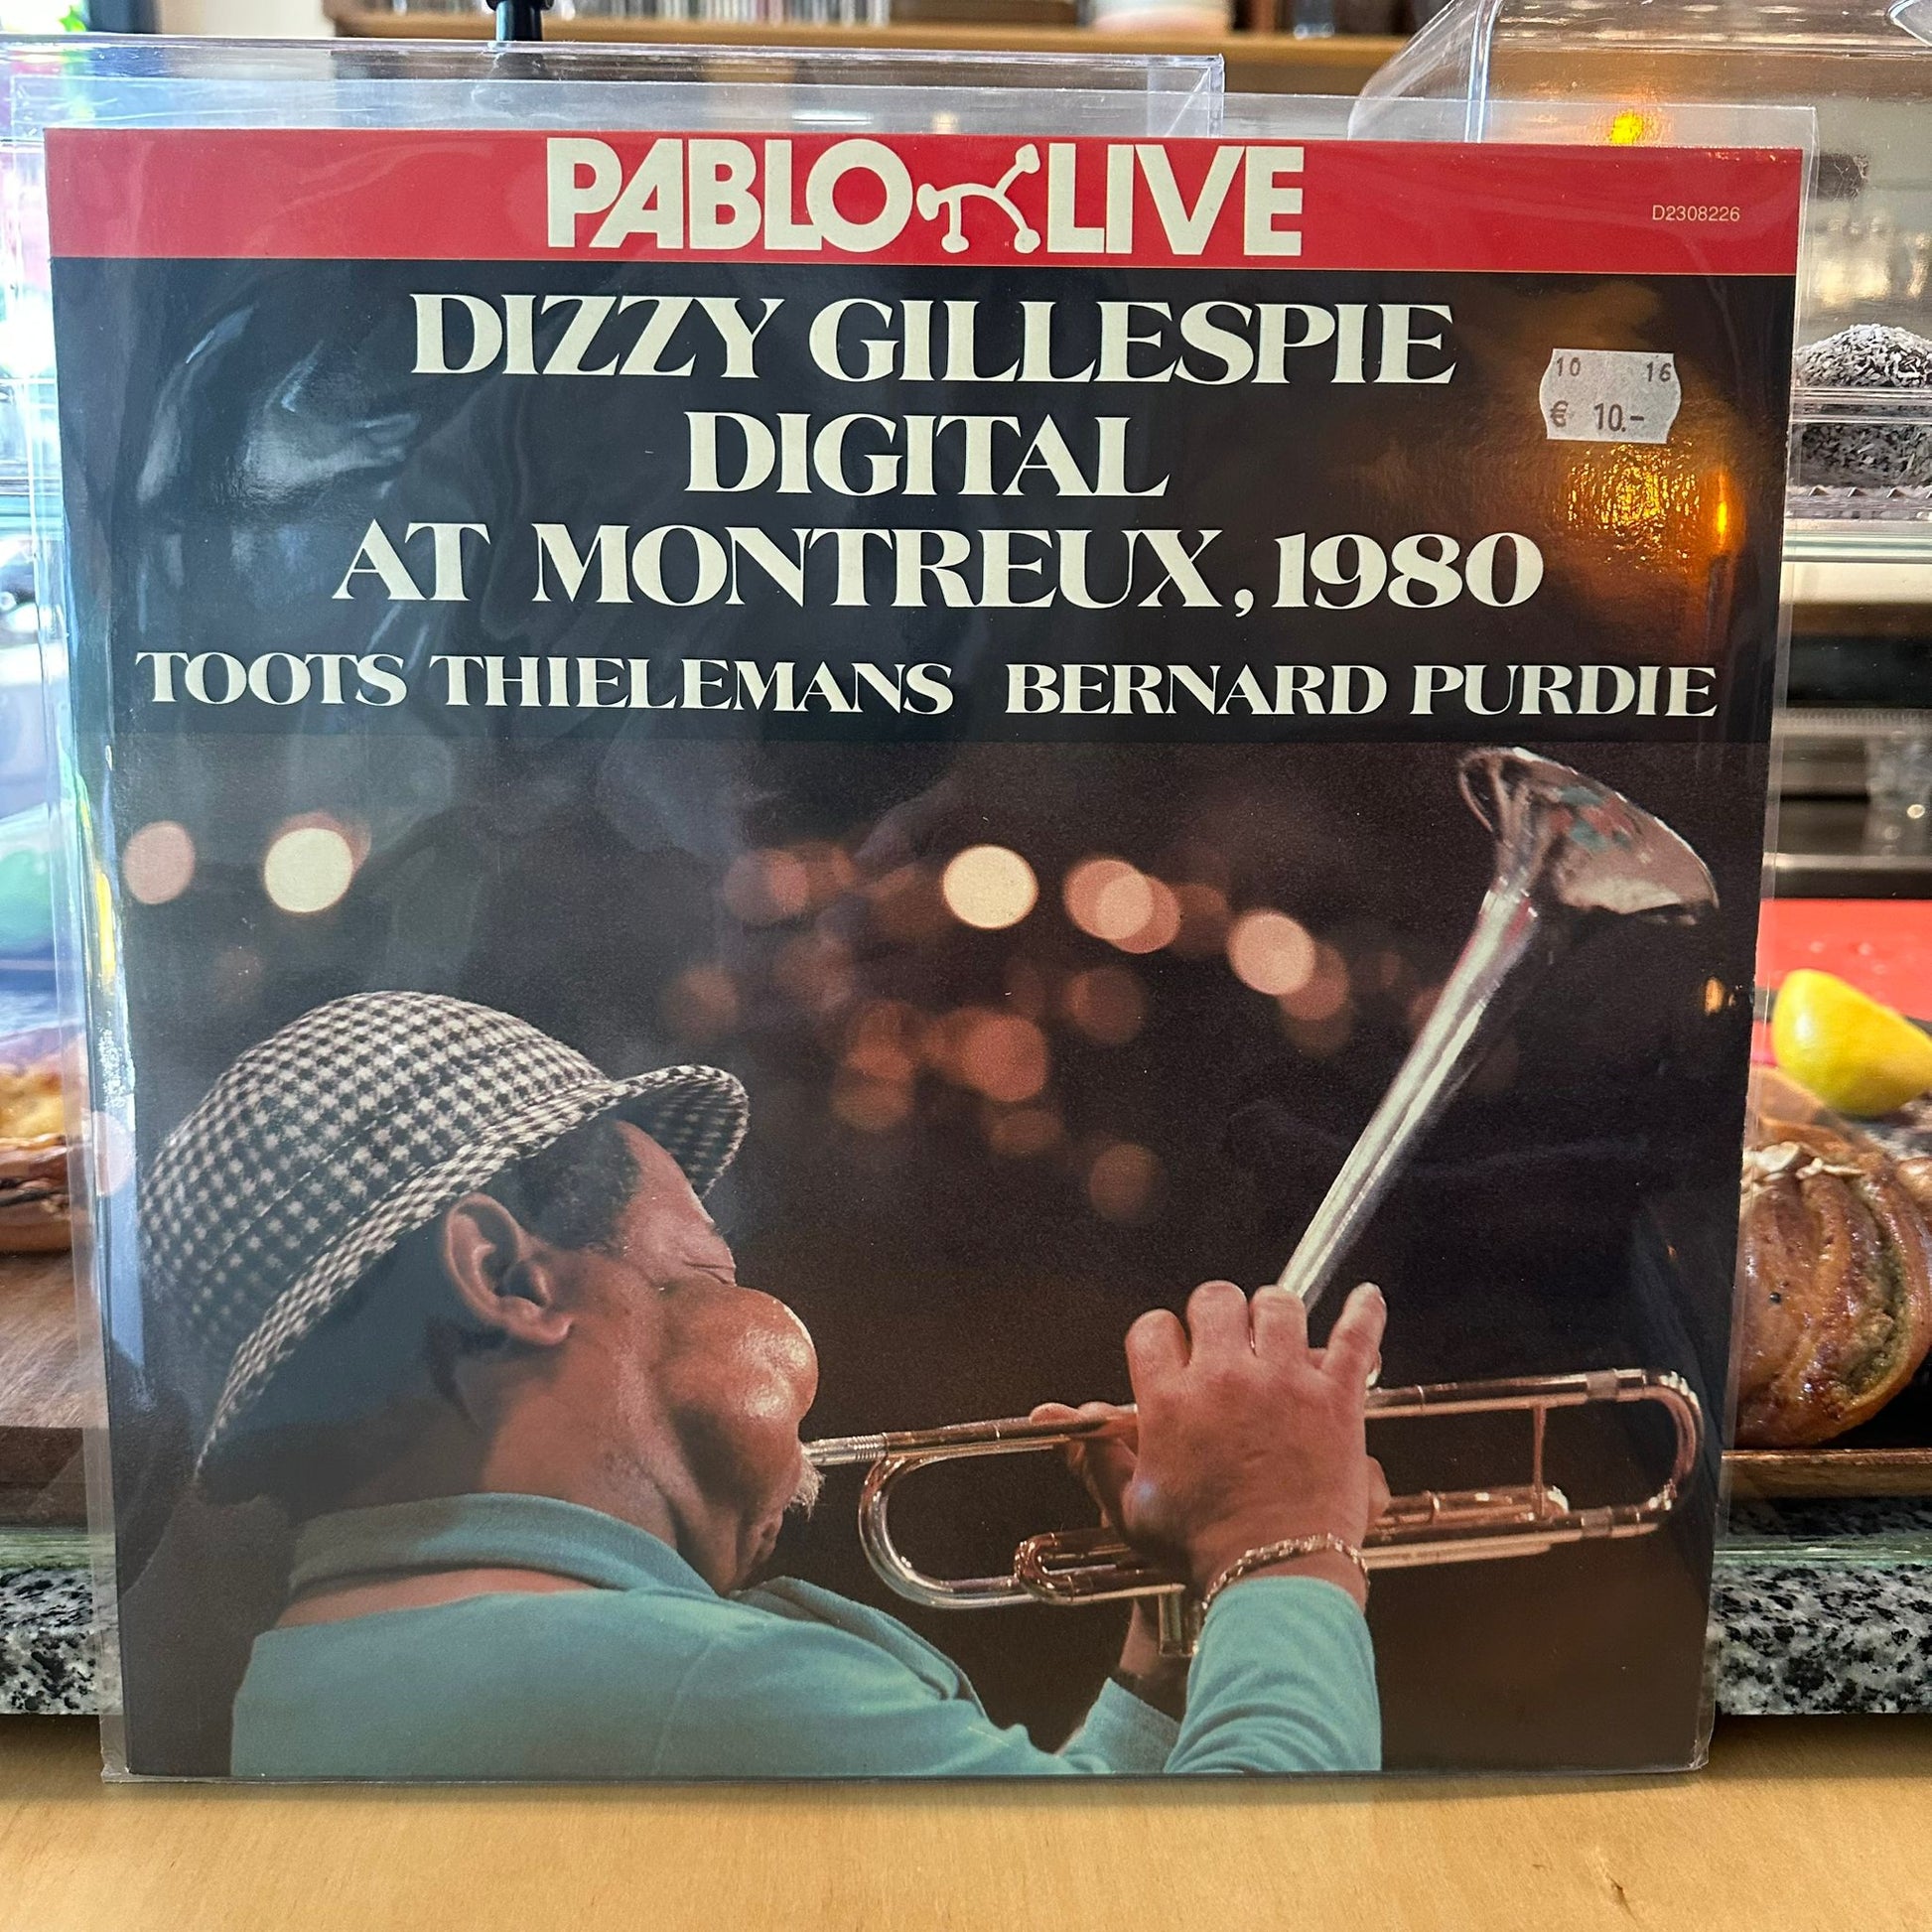 PABLO LIVE
D2308226
DIZZY GILLESPIE
10 16
€ 10.-
DIGITAL
AT MONTREUX, 1980
TOOTS THIELEMANS BERNARD PURDIE